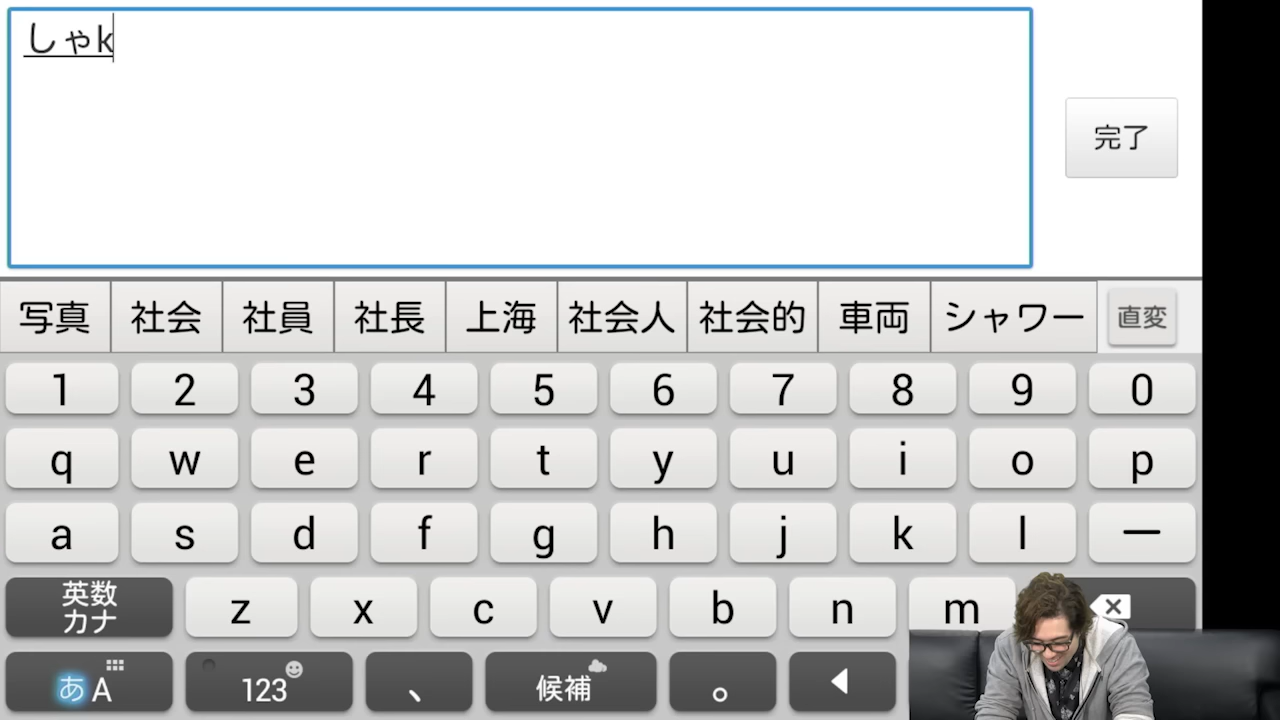 しゃk
完了
写真 社会 社員 社長 上海 社会人 社会的 車両 シャワー 直変
1 2 3 4 5 6 7 8 9 0
q w e r t y u i o p
a s d f g h j k l ー
英数カナ z x c v b n m
あA 123 、 候補 。